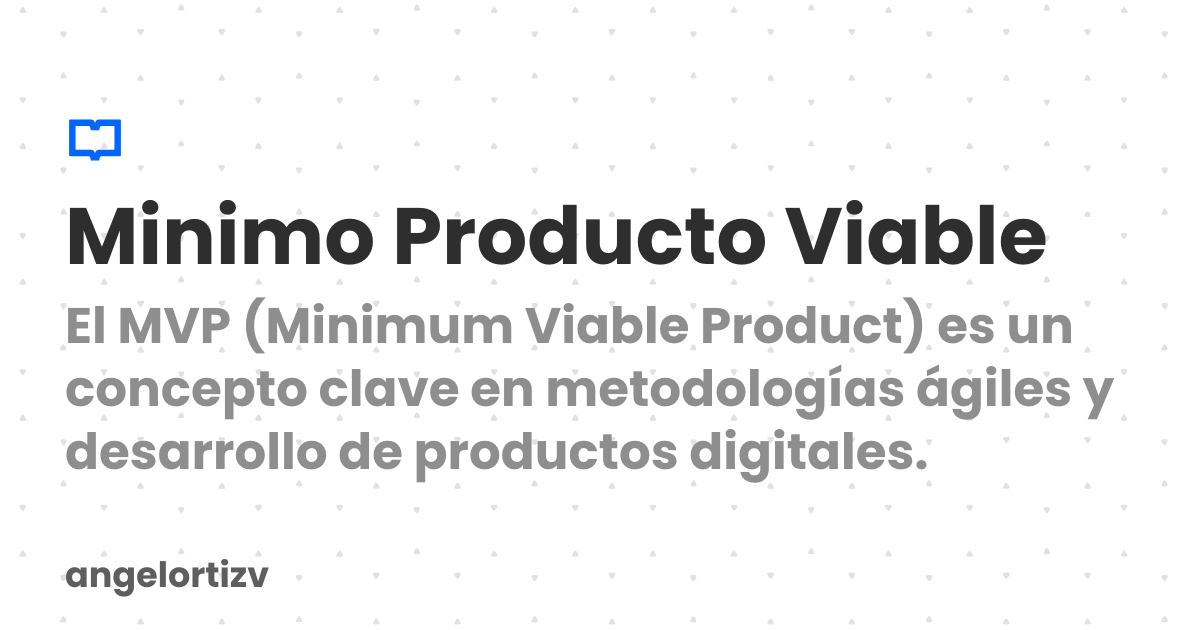 Minimo Producto Viable
El MVP (Minimum Viable Product) es un
concepto clave en metodologías ágiles y
desarrollo de productos digitales.
angelortizv